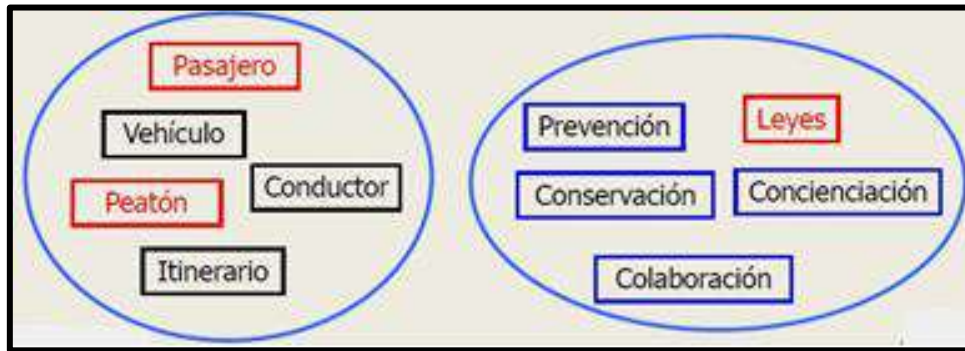 Pasajero
Vehículo
Peatón
Conductor
Itinerario
Prevención
Leyes
Conservación
Concienciación
Colaboración